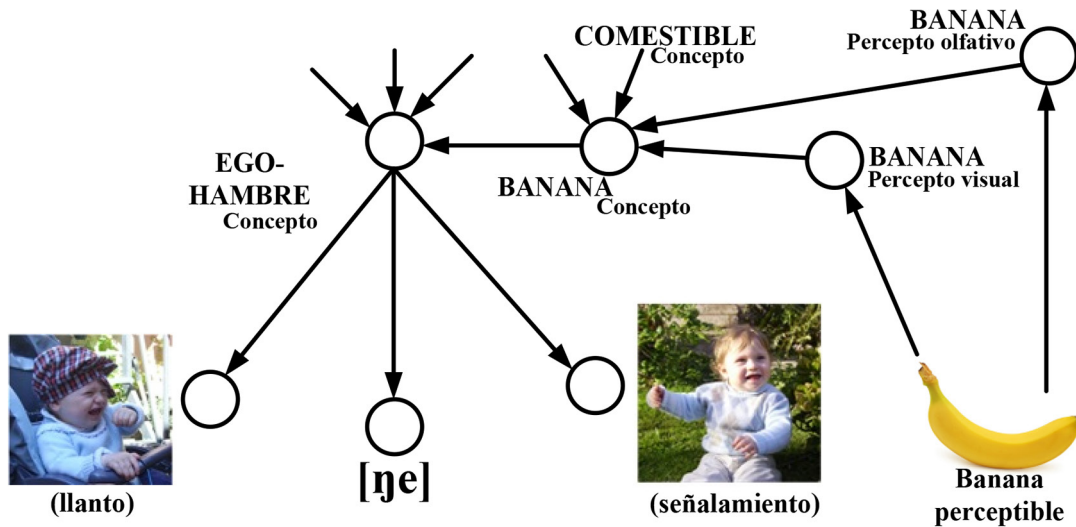 BANANA
Percepto olfativo
COMESTIBLE
Concepto
BANANA
Percepto visual
EGO-
HAMBRE
Concepto
BANANA
Concepto
(llanto)
[ŋe]
(señalamiento)
Banana
perceptible